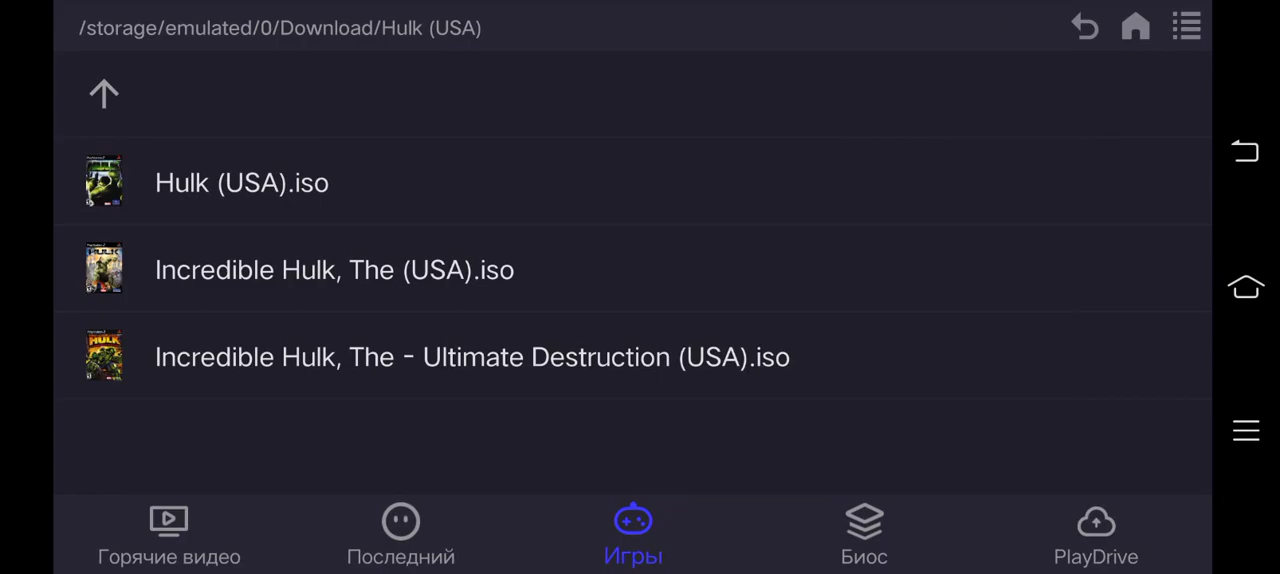 /storage/emulated/0/Download/Hulk (USA)
Hulk (USA).iso
Incredible Hulk, The (USA).iso
Incredible Hulk, The - Ultimate Destruction (USA).iso
Горячие видео
Последний
Игры
Биос
PlayDrive